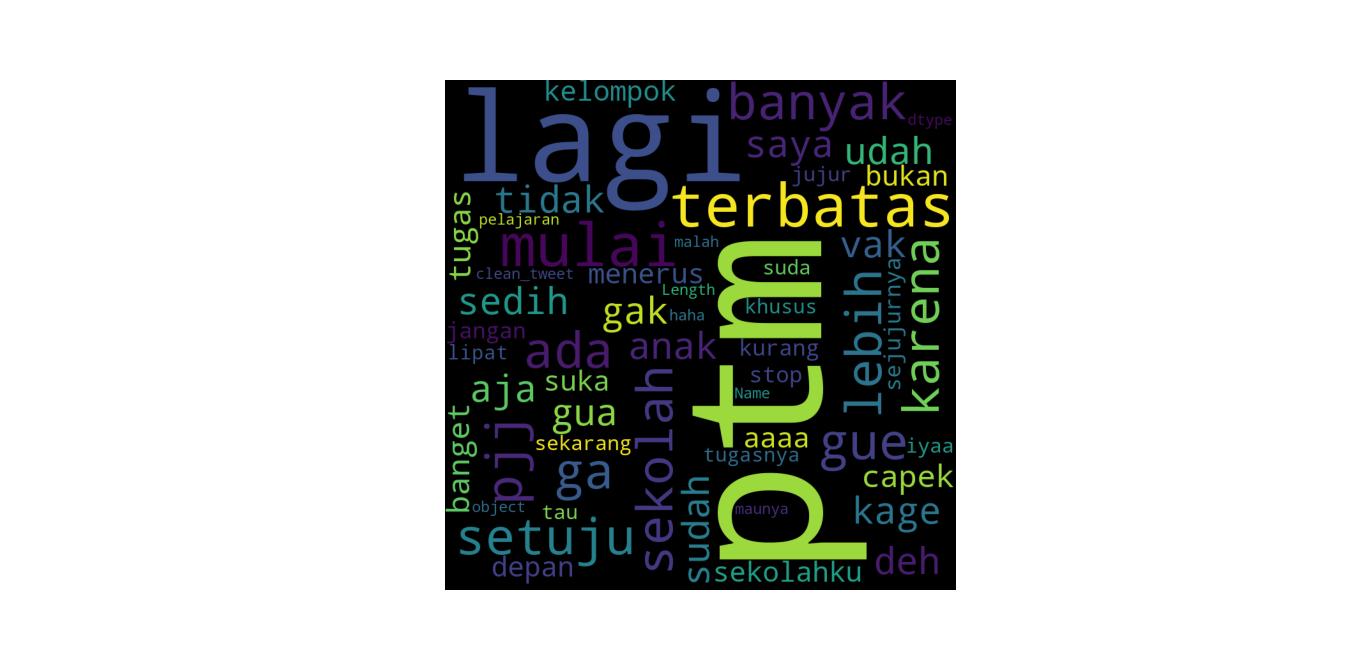 kelompok
lagi
banyak
dtype
saya
udah
jujur
bukan
tidak
terbatas
tugas
pelajaran
mulai
malah
vak
karena
clean_tweet
menerus
suda
Length
lebih
sejujurnya
sedih
gak
haha
khusus
ptm
jangan
lipat
ada
anak
kurang
aja
suka
sekolah
stop
Name
gua
banget
pjj
sekarang
aaaa
tugasnya
gue
iyaa
ga
capek
object
tau
sudah
maunya
kage
setuju
depan
sekolahku
deh